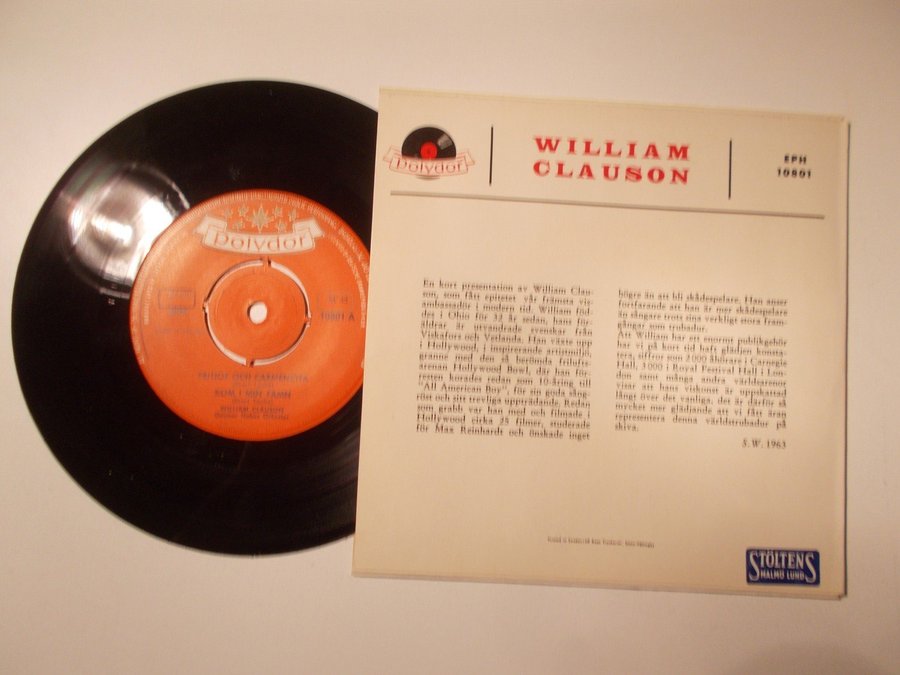 Polydor
FRIDOT OCH CARMENCITA
KOM I MIN FAMN
WILLIAM CLAUSON
10801 A
Polydor
WILLIAM
CLAUSON
EPH
10801
En kort presentation av William Clau-
son, som fått epitetet vår främsta vis-
ambassadör i modern tid. William föd-
des i Ohio för 32 år sedan, hans för-
äldrar är utvandrade svenskar från
Viskafors och Vetlanda. Han växte upp
i Hollywood, i inspirerande artistmiljö,
granne med den så berömda frilufts-
arenan Hollywood Bowl, där han för-
resten korades redan som 10-åring till
"All American Boy", för sin goda sång-
röst och sitt trevliga uppträdande. Redan
som grabb var han med och filmade i
Hollywood cirka 25 filmer, studerade
för Max Reinhardt och önskade inget
högre än att bli skådespelare. Han anser
fortfarande att han är mer skådespelare
än sångare trots sina verkligt stora fram-
gångar som trubadur.
Att William har ett enormt publikgehör
har vi på kort tid haft glädjen konsta-
tera, siffror som 2000 åhörare i Carnegie
Hall, 3000 i Royal Festival Hall i Lon-
don samt många andra världsarenor
visar att hans viskonst är uppskattad
långt över det vanliga, det är därför så
mycket mer glädjande att vi fått äran
representera denna världstrubadur på
skiva.
S.W. 1963
STÖLTENS
MALMÖ LUND